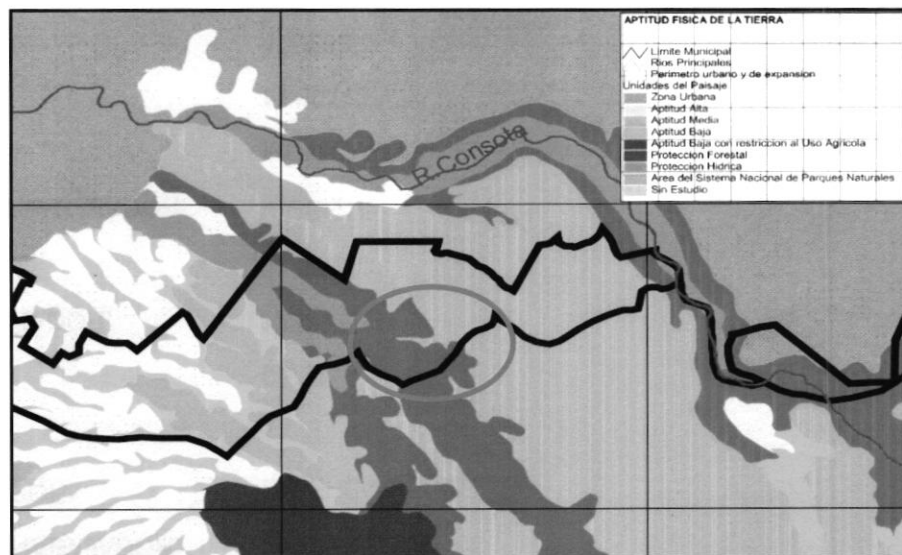 APTITUD FISICA DE LA TIERRA
Limite Municipal
Rios Principales
Perimetro urbano y de expansion
Unidades del Paisaje
Zona Urbana
Aptitud Alta
Aptitud Media
Aptitud Baja
Aptitud Baja con restriccion al Uso Agricola
Protección Forestal
Protección Hidrica
Area del Sistema Nacional de Parques Naturales
Sin Estudio
R. Consota